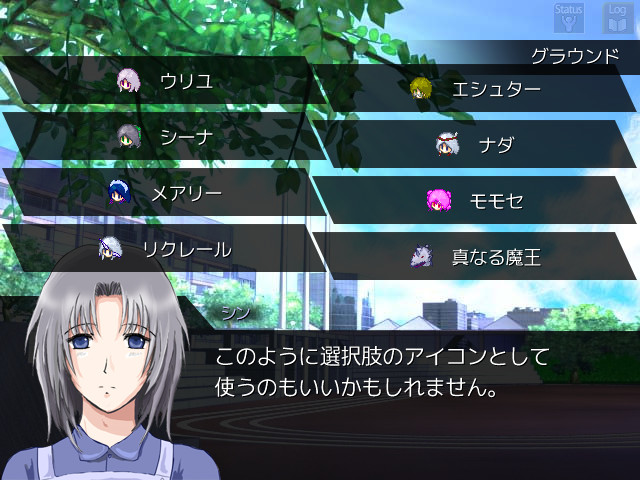 Status
Log
グラウンド
ウリユ
エシュター
シーナ
ナダ
メアリー
モモセ
リクレール
真なる魔王
シン
このように選択肢のアイコンとして
使うのもいいかもしれません。